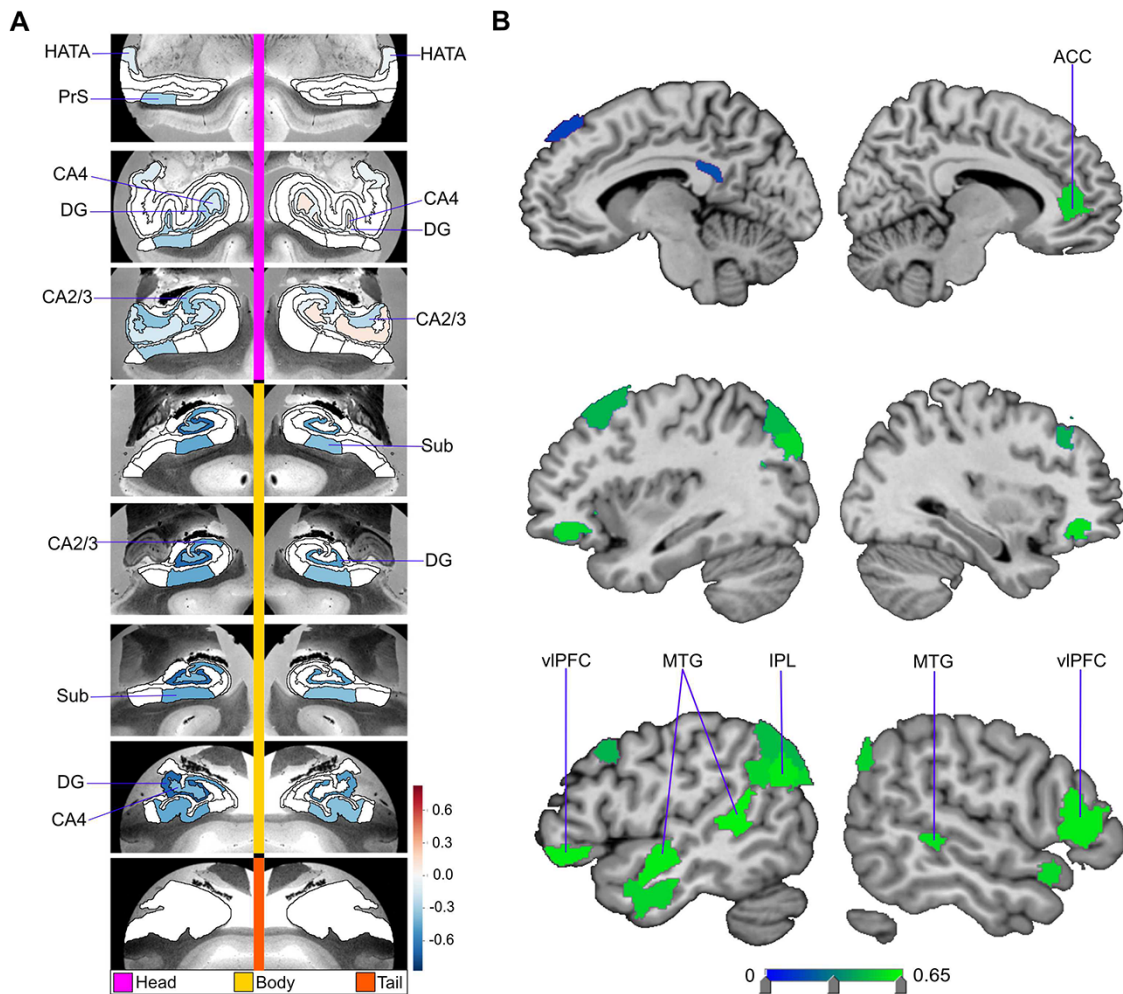 A
B
HATA
HATA
PrS
ACC
CA4
DG
CA4
DG
CA2/3
CA2/3
Sub
CA2/3
DG
Sub
vlPFC
MTG
IPL
MTG
vlPFC
DG
CA4
0.6
0.3
0.0
-0.3
-0.6
Head
Body
Tail
0
0.65